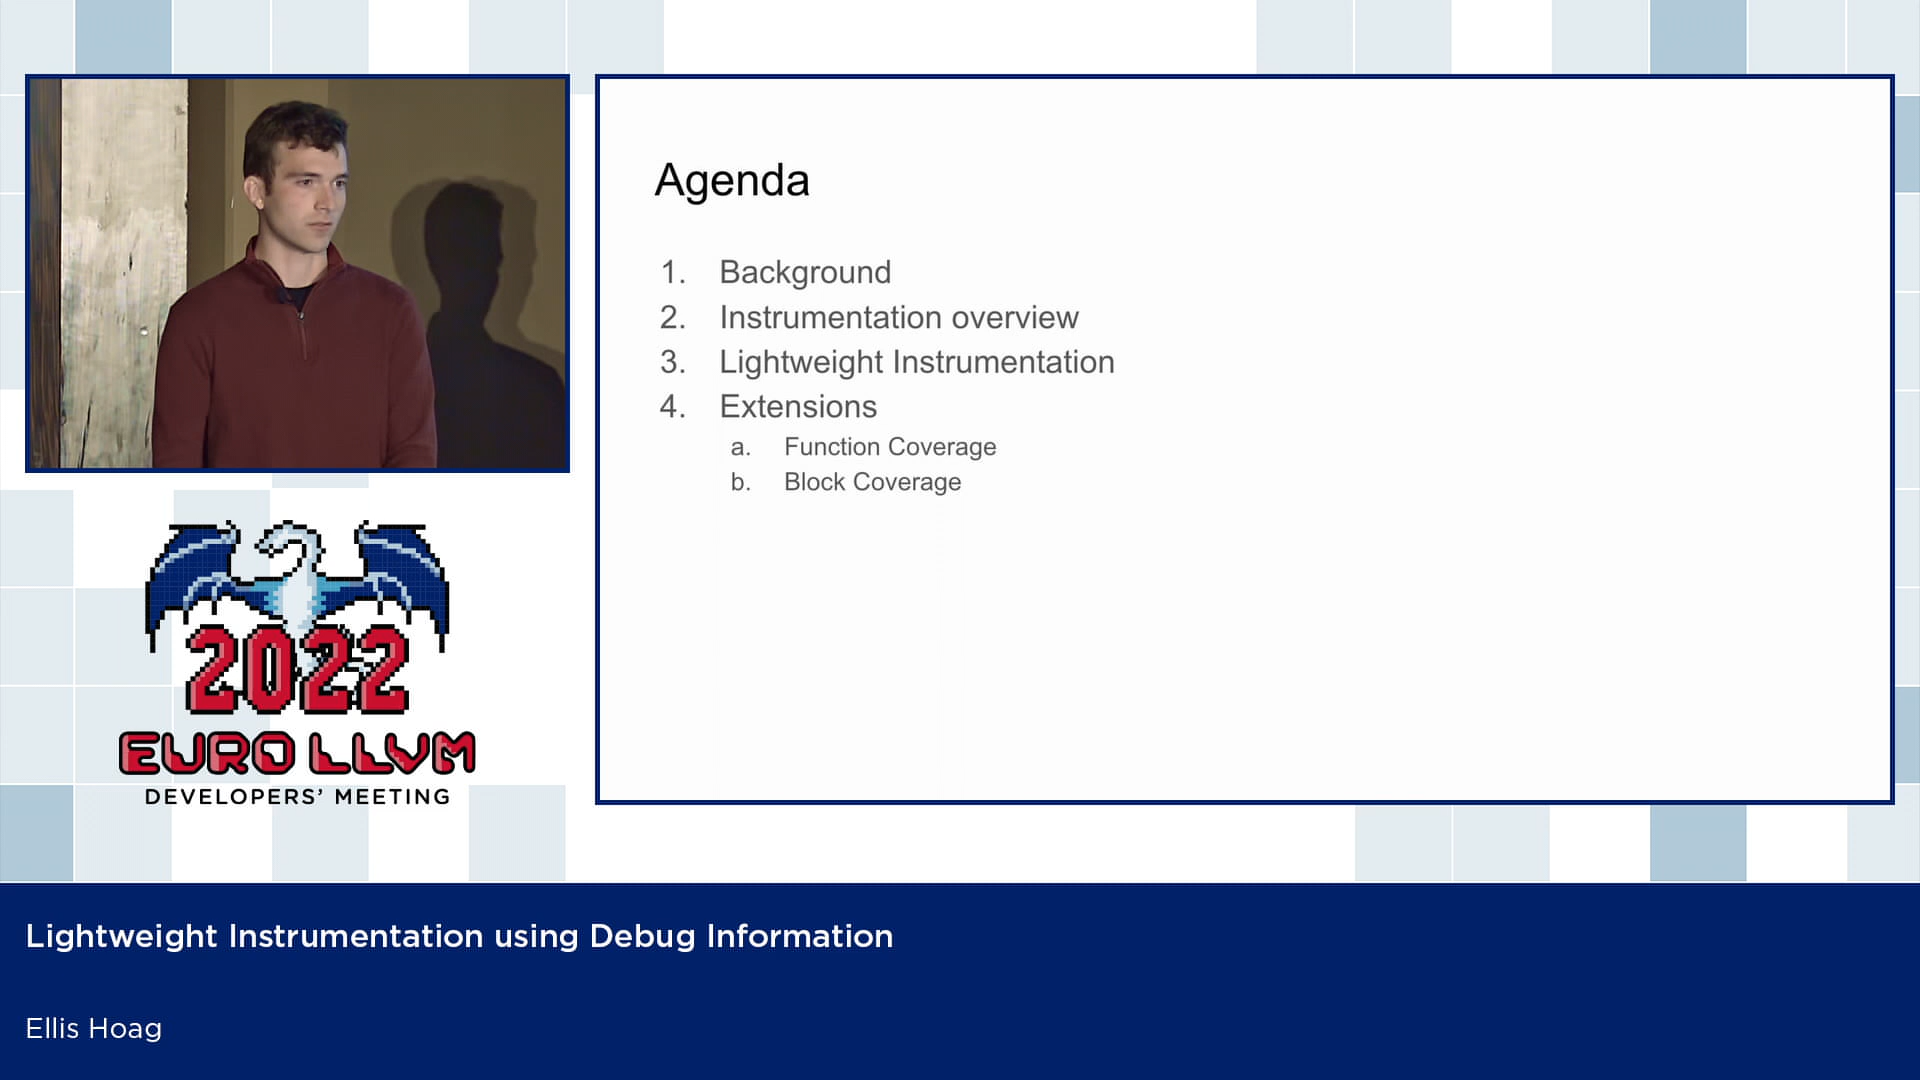 Agenda
1. Background
2. Instrumentation overview
3. Lightweight Instrumentation
4. Extensions
a. Function Coverage
b. Block Coverage
2022
EURO LLVM
DEVELOPERS’ MEETING
Lightweight Instrumentation using Debug Information
Ellis Hoag